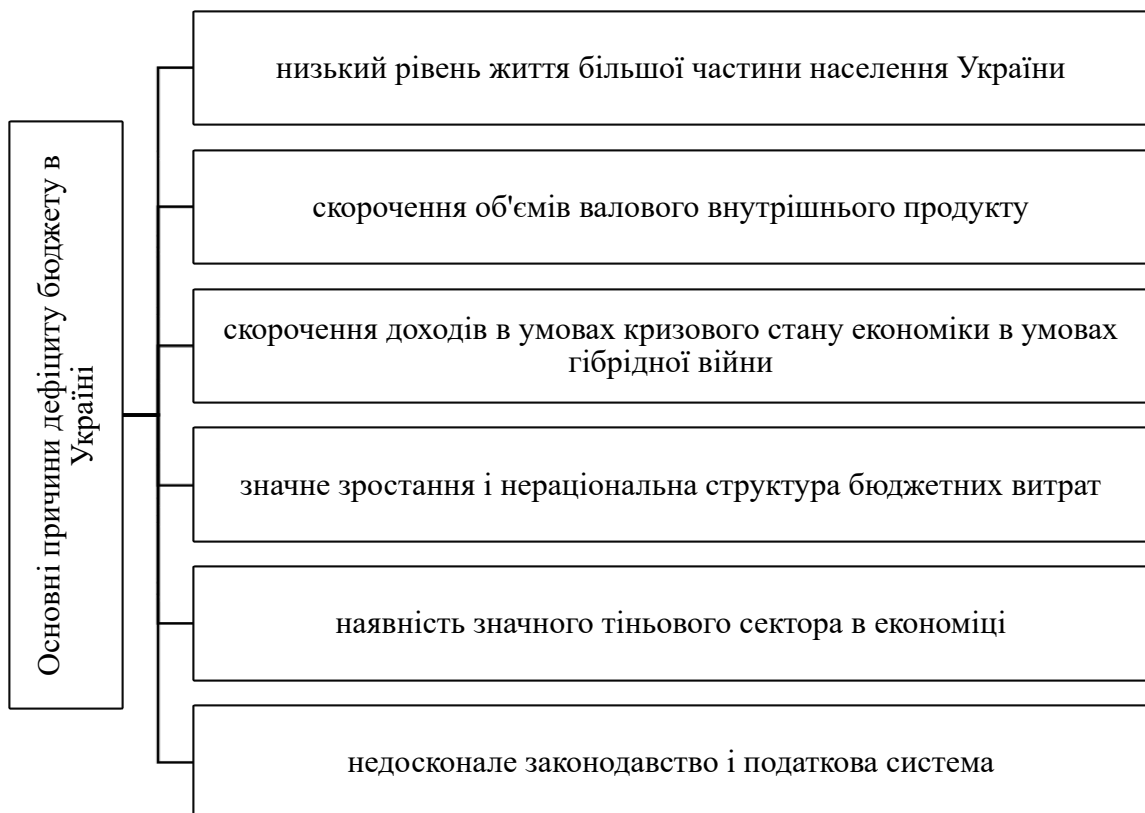 Основні причини дефіциту бюджету в
Україні
низький рівень життя більшої частини населення України
скорочення об'ємів валового внутрішнього продукту
скорочення доходів в умовах кризового стану економіки в умовах
гібрідної війни
значне зростання і нераціональна структура бюджетних витрат
наявність значного тіньового сектора в економіці
недосконале законодавство і податкова система